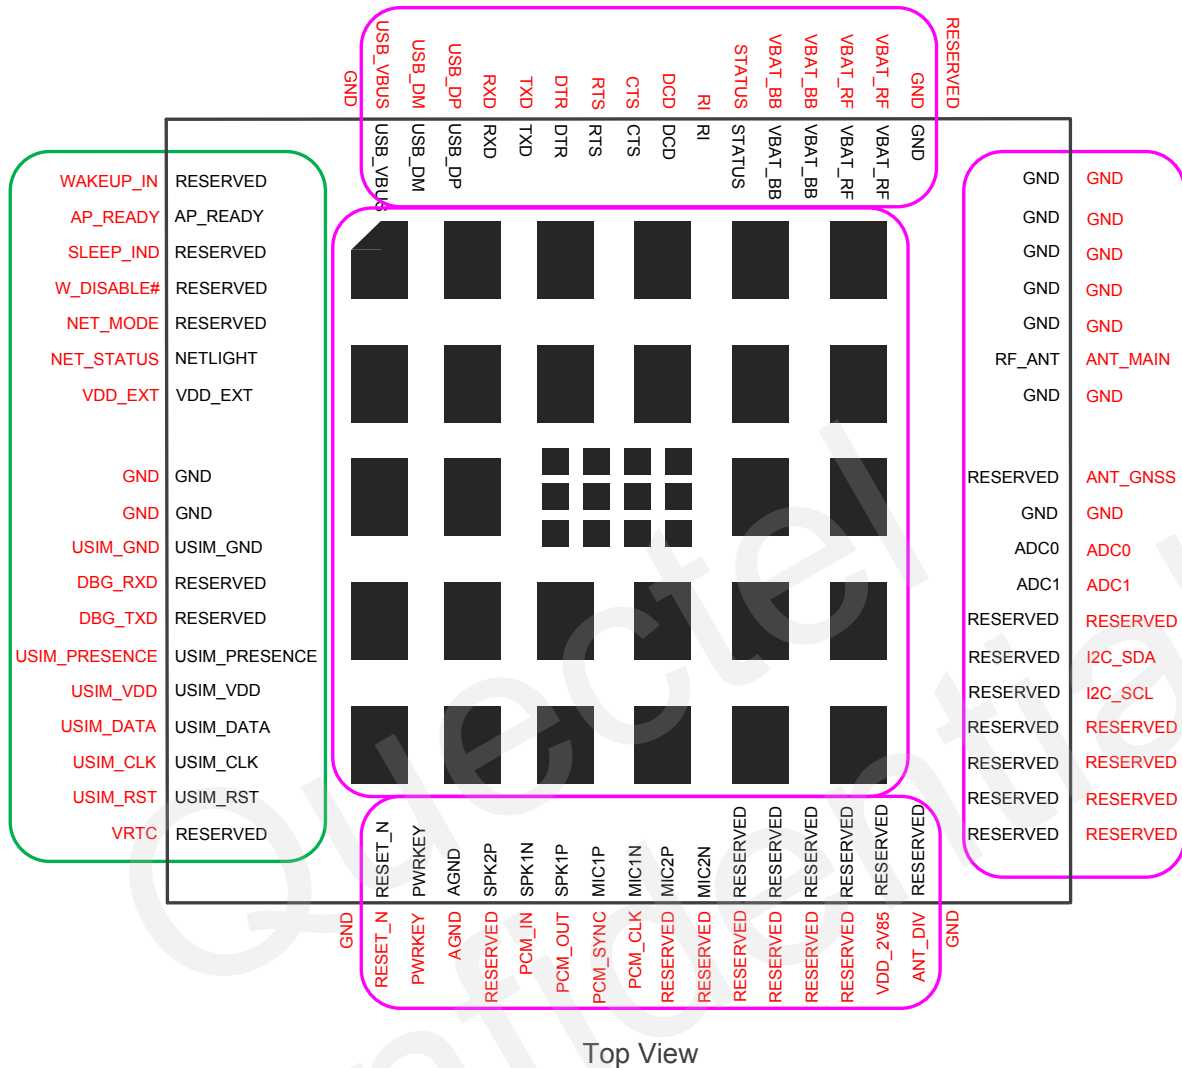 GND USB_VBUS USB_DM USB_DP RXD TXD DTR RTS CTS DCD RI STATUS VBAT_BB VBAT_BB VBAT_RF VBAT_RF GND RESERVED
USB_VBUS USB_DM USB_DP RXD TXD DTR RTS CTS DCD RI STATUS VBAT_BB VBAT_BB VBAT_RF VBAT_RF GND
WAKEUP_IN RESERVED GND GND
AP_READY AP_READY GND GND
SLEEP_IND RESERVED GND GND
W_DISABLE# RESERVED GND GND
NET_MODE RESERVED GND GND
NET_STATUS NETLIGHT RF_ANT ANT_MAIN
VDD_EXT VDD_EXT GND GND
GND GND RESERVED ANT_GNSS
GND GND GND GND
USIM_GND USIM_GND ADC0 ADC0
DBG_RXD RESERVED ADC1 ADC1
DBG_TXD RESERVED RESERVED RESERVED
USIM_PRESENCE USIM_PRESENCE RESERVED I2C_SDA
USIM_VDD USIM_VDD RESERVED I2C_SCL
USIM_DATA USIM_DATA RESERVED RESERVED
USIM_CLK USIM_CLK RESERVED RESERVED
USIM_RST USIM_RST RESERVED RESERVED
VRTC RESERVED RESERVED RESERVED
RESET_N PWRKEY AGND SPK2P SPK1N SPK1P MIC1P MIC1N MIC2P MIC2N RESERVED RESERVED RESERVED RESERVED RESERVED RESERVED
GND RESET_N PWRKEY AGND RESERVED PCM_IN PCM_OUT PCM_SYNC PCM_CLK RESERVED RESERVED RESERVED RESERVED RESERVED RESERVED VDD_2V85 ANT_DIV GND
Quectel
Confidential
Top View